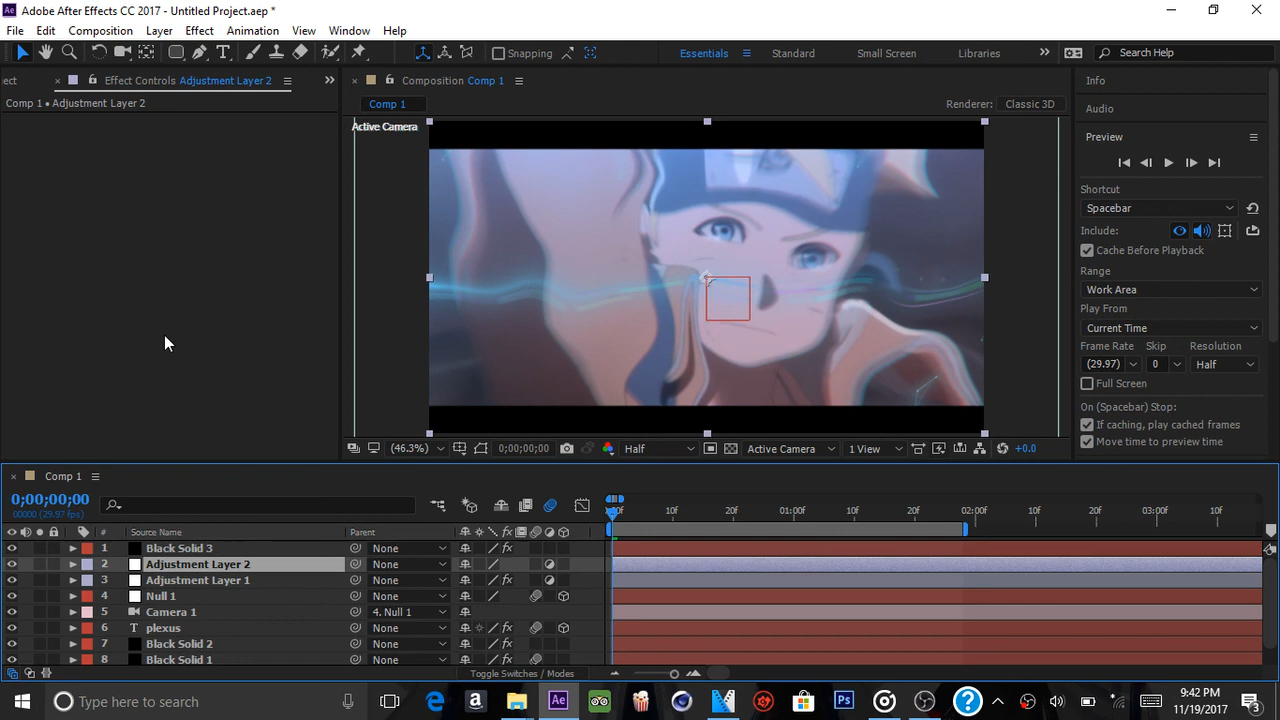 Adobe After Effects CC 2017 - Untitled Project.aep *
File Edit Composition Layer Effect Animation View Window Help
Snapping Essentials Standard Small Screen Libraries Search Help
ect Effect Controls Adjustment Layer 2 Composition Comp 1 Info
Comp 1 • Adjustment Layer 2 Comp 1 Renderer: Classic 3D
Audio
Active Camera
Preview
Shortcut
Spacebar
Include:
Cache Before Playback
Range
Work Area
Play From
Current Time
Frame Rate Skip Resolution
(29.97) 0 Half
Full Screen
On (Spacebar) Stop:
If caching, play cached frames
Move time to preview time
(46.3%) 0;00;00;00 Half Active Camera 1 View +0.0
Comp 1
0;00;00;00
00000 (29.97 fps)
10f 20f 01:00f 10f 20f 02:00f 10f 20f 03:00f 10f
# Source Name Parent
1 Black Solid 3 None
2 Adjustment Layer 2 None
3 Adjustment Layer 1 None
4 Null 1 None
5 Camera 1 4. Null 1
6 T plexus None
7 Black Solid 2 None
8 Black Solid 1 None
Toggle Switches / Modes
Type here to search
9:42 PM
11/19/2017
3